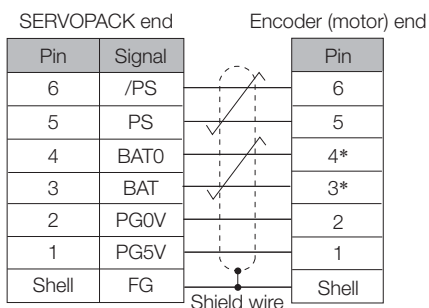 SERVOPACK end Encoder (motor) end
Pin Signal Pin
6 /PS 6
5 PS 5
4 BAT0 4*
3 BAT 3*
2 PG0V 2
1 PG5V 1
Shell FG Shell
Shield wire